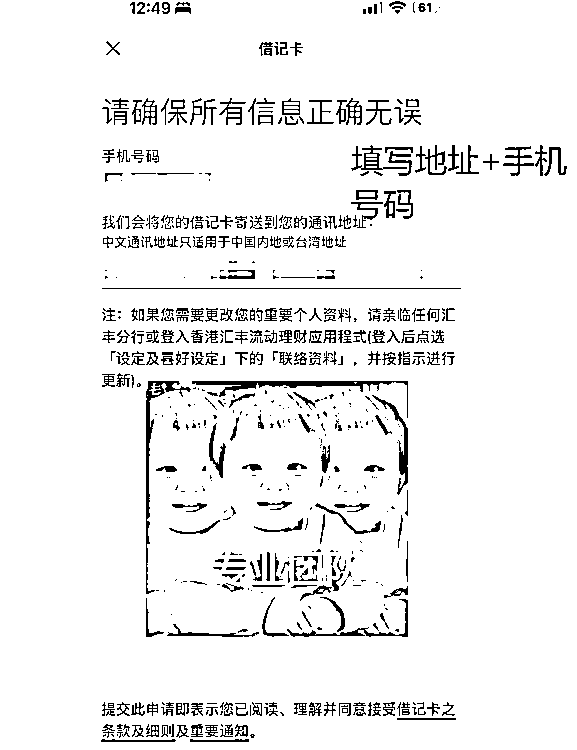 12:49
61
借记卡
请确保所有信息正确无误
手机号码
填写地址+手机
号码
我们会将您的借记卡寄送到您的通讯地址:
中文通讯地址只适用于中国内地或台湾地址
注：如果您需要更改您的重要个人资料，请亲临任何汇
丰分行或登入香港汇丰流动理财应用程式(登入后点选
「设定及喜好设定」下的「联络资料」，并按指示进行
更新)。
专业团队
提交此申请即表示您已阅读、理解并同意接受借记卡之
条款及细则及重要通知。